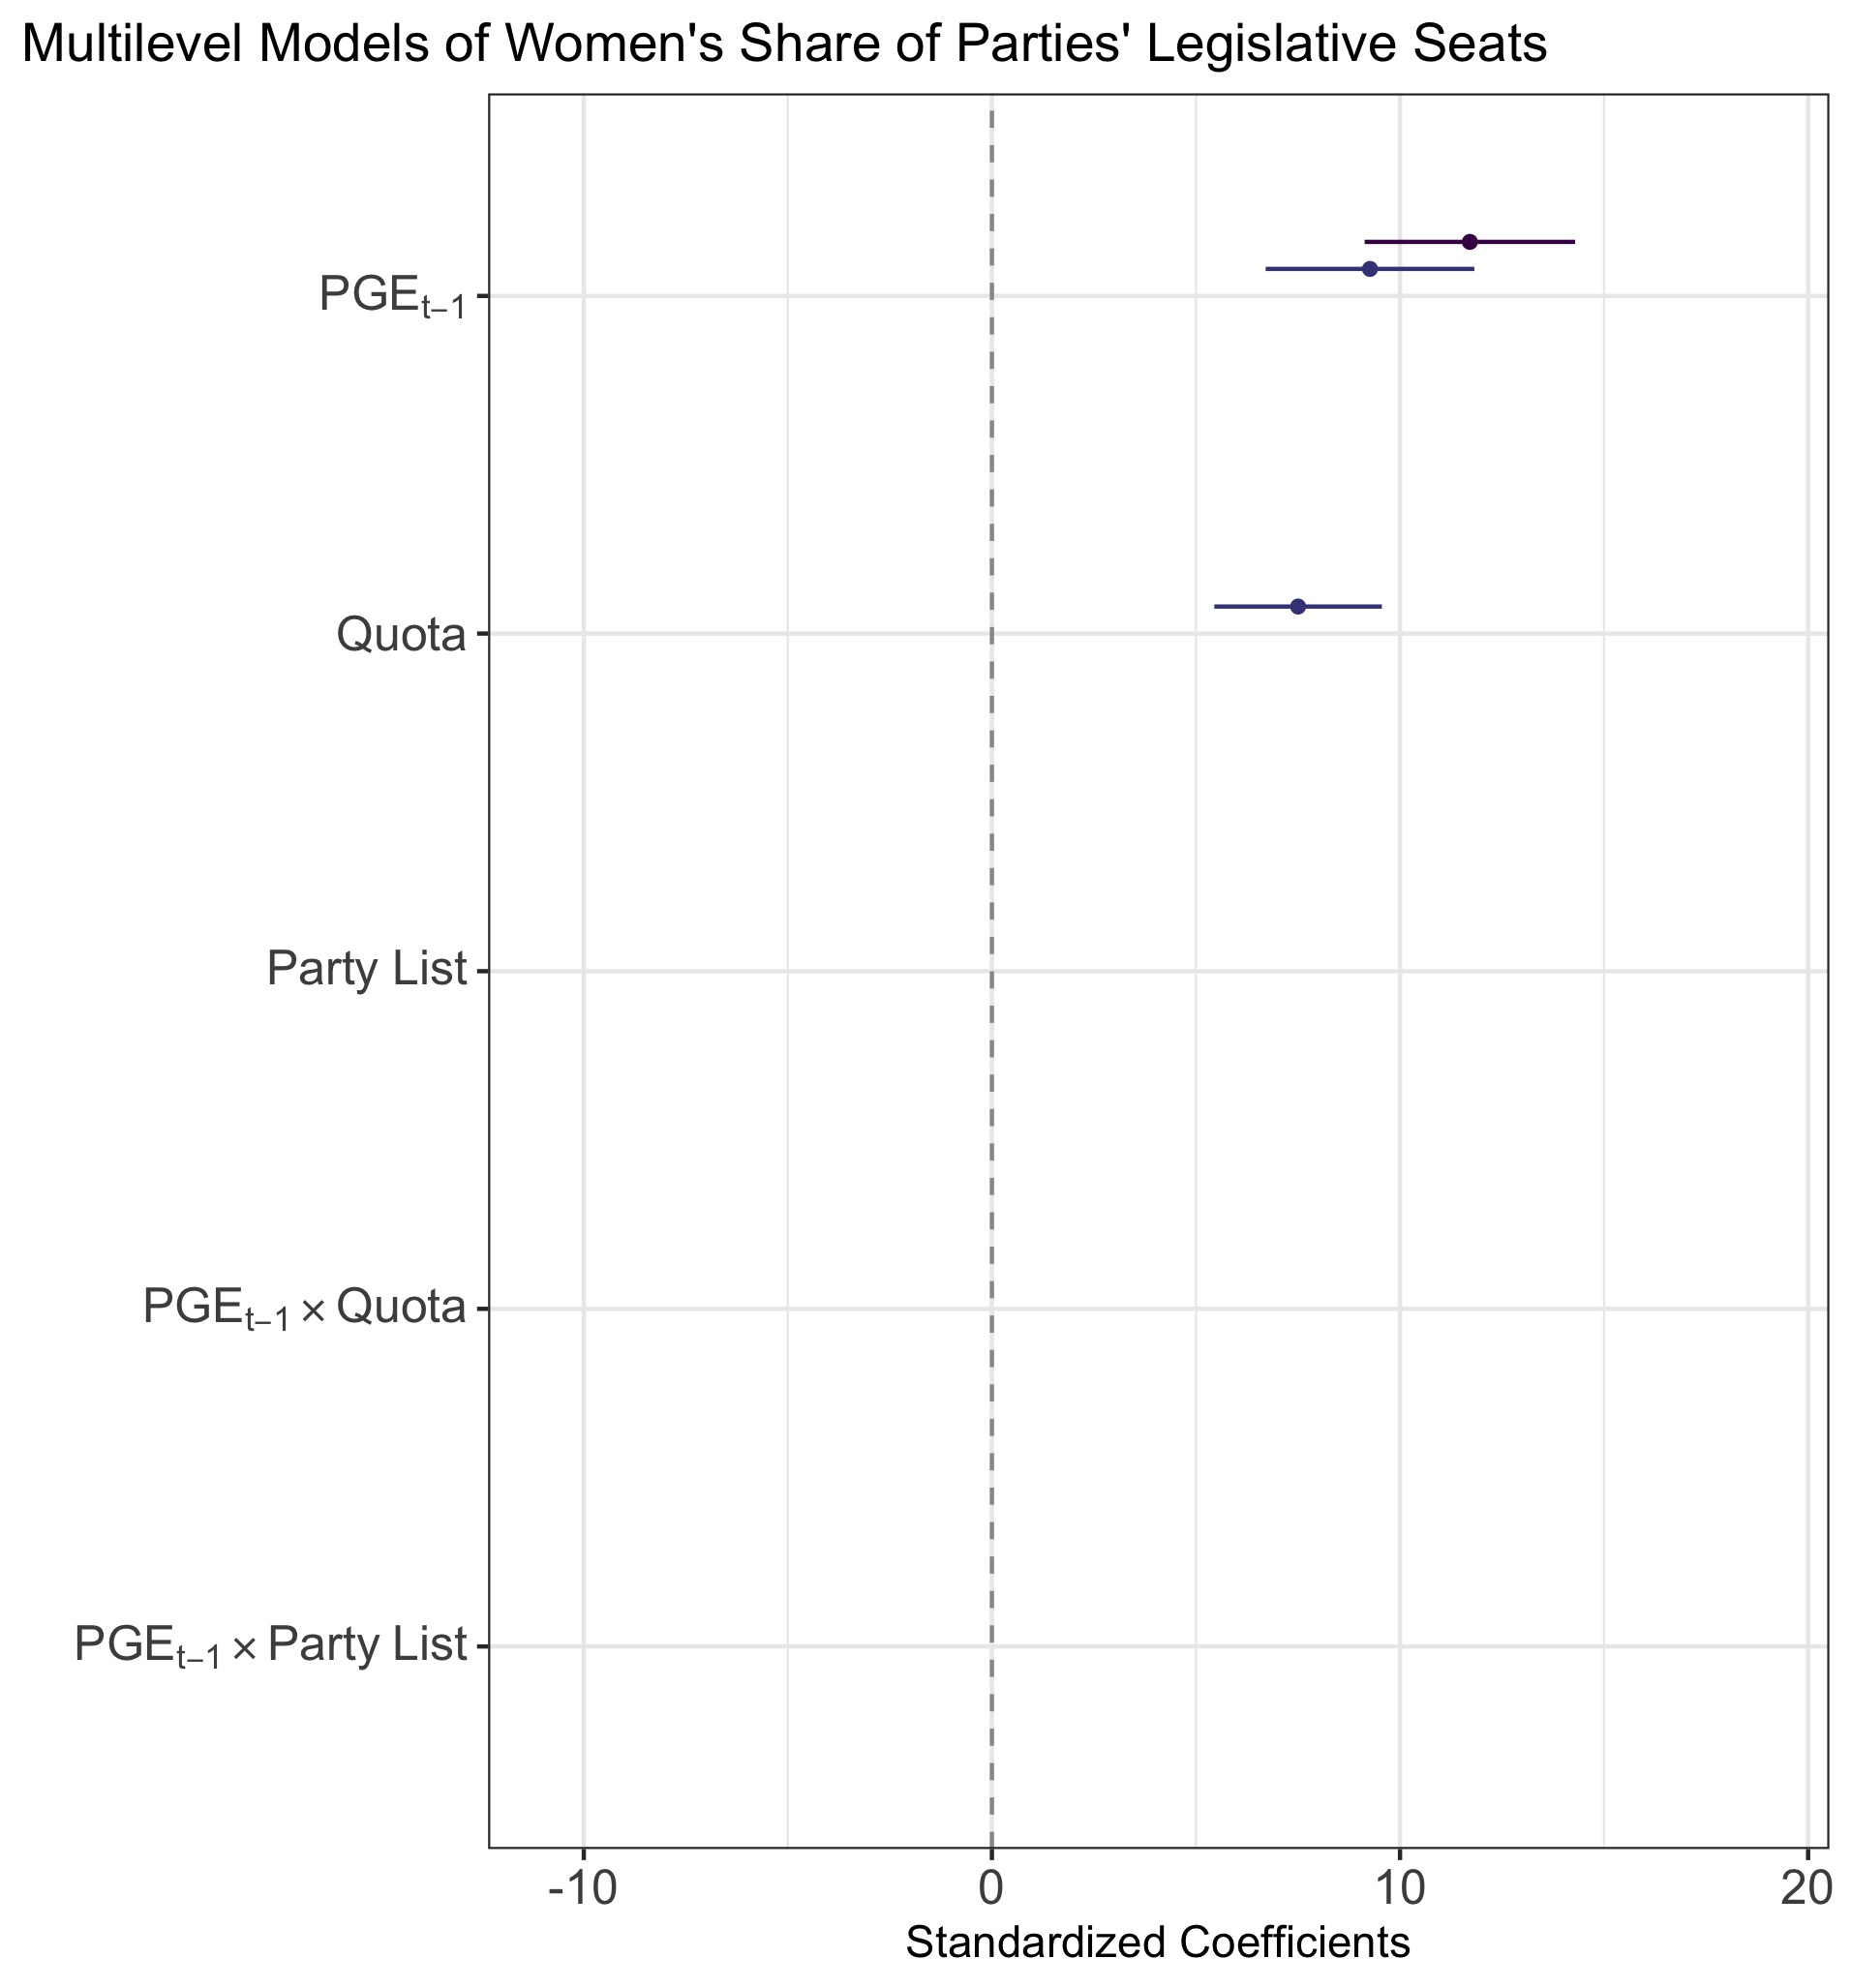 Multilevel Models of Women's Share of Parties' Legislative Seats
PGEt−1
Quota
Party List
PGEt−1 × Quota
PGEt−1 × Party List
-10 0 10 20
Standardized Coefficients